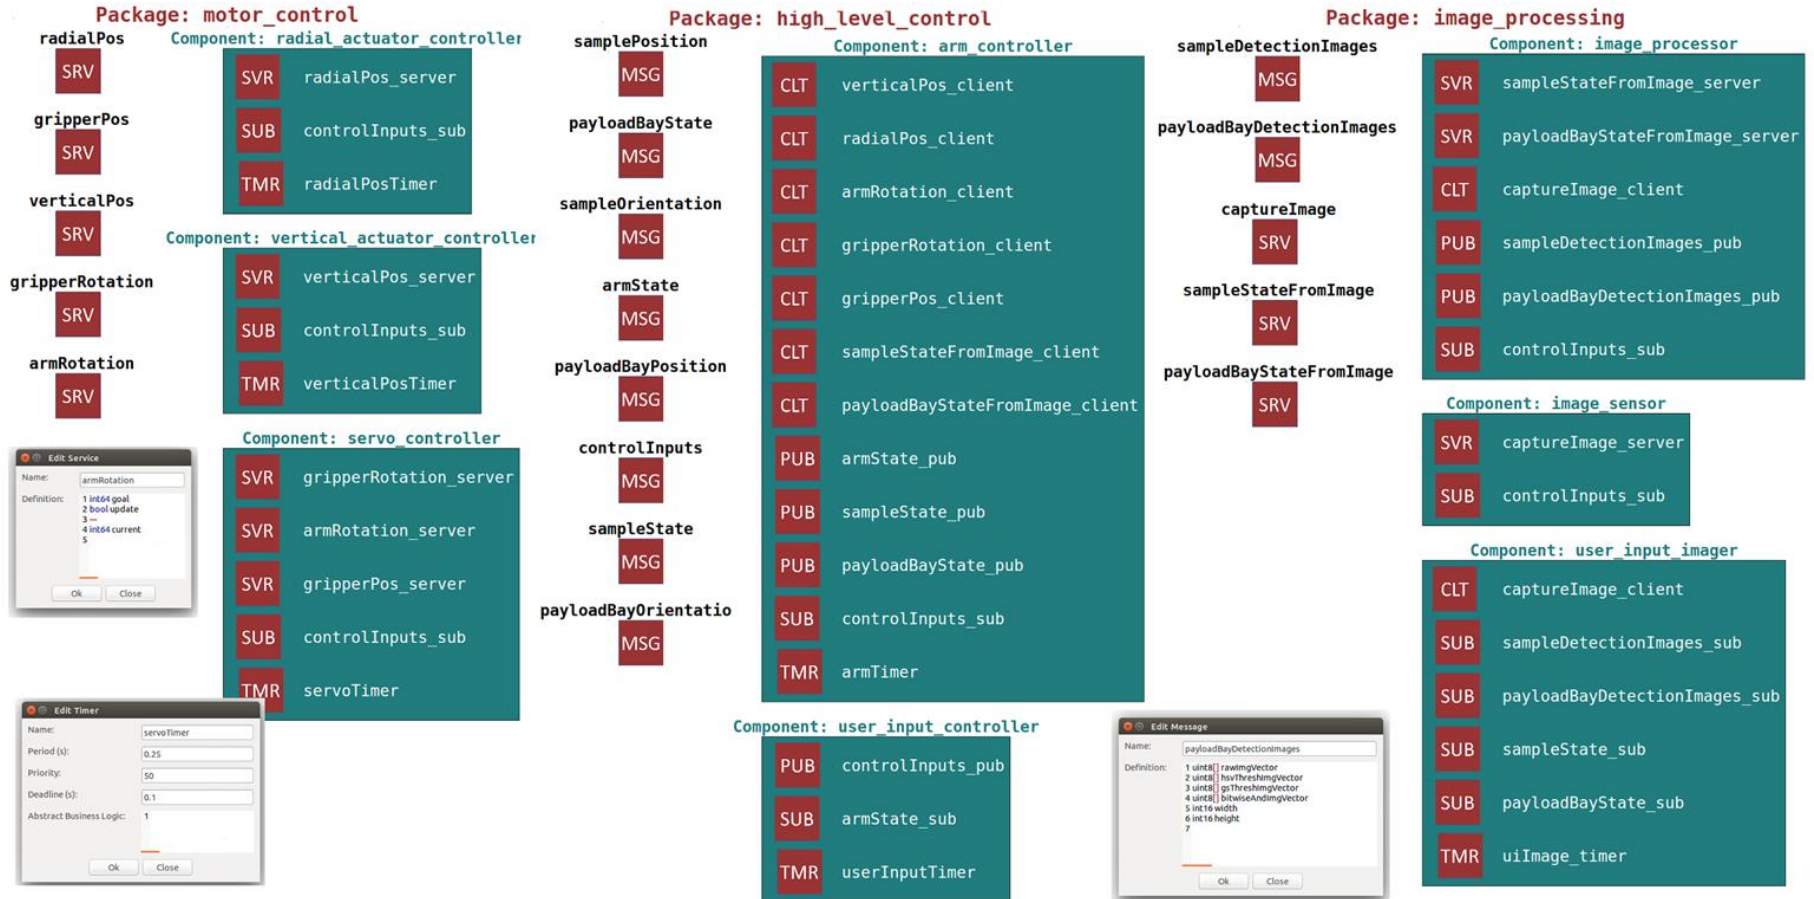 Package: motor_control
radialPos
SRV
gripperPos
SRV
verticalPos
SRV
gripperRotation
SRV
armRotation
SRV
Component: radial_actuator_controller
SVR radialPos_server
SUB controlInputs_sub
TMR radialPosTimer
Component: vertical_actuator_controller
SVR verticalPos_server
SUB controlInputs_sub
TMR verticalPosTimer
Component: servo_controller
SVR gripperRotation_server
SVR armRotation_server
SVR gripperPos_server
SUB controlInputs_sub
TMR servoTimer
Edit Service
Name: armRotation
Definition: 1 int64 goal
2 bool update
3 ---
4 int64 current
5
Ok Close
Edit Timer
Name: servoTimer
Period (s): 0.25
Priority: 50
Deadline (s): 0.1
Abstract Business Logic: 1
Ok Close
Package: high_level_control
samplePosition
MSG
payloadBayState
MSG
sampleOrientation
MSG
armState
MSG
payloadBayPosition
MSG
controlInputs
MSG
sampleState
MSG
payloadBayOrientatio
MSG
Component: arm_controller
CLT verticalPos_client
CLT radialPos_client
CLT armRotation_client
CLT gripperRotation_client
CLT gripperPos_client
CLT sampleStateFromImage_client
CLT payloadBayStateFromImage_client
PUB armState_pub
PUB sampleState_pub
PUB payloadBayState_pub
SUB controlInputs_sub
TMR armTimer
Component: user_input_controller
PUB controlInputs_pub
SUB armState_sub
TMR userInputTimer
Package: image_processing
sampleDetectionImages
MSG
payloadBayDetectionImages
MSG
captureImage
SRV
sampleStateFromImage
SRV
payloadBayStateFromImage
SRV
Component: image_processor
SVR sampleStateFromImage_server
SVR payloadBayStateFromImage_server
CLT captureImage_client
PUB sampleDetectionImages_pub
PUB payloadBayDetectionImages_pub
SUB controlInputs_sub
Component: image_sensor
SVR captureImage_server
SUB controlInputs_sub
Component: user_input_imager
CLT captureImage_client
SUB sampleDetectionImages_sub
SUB payloadBayDetectionImages_sub
SUB sampleState_sub
SUB payloadBayState_sub
TMR uiImage_timer
Edit Message
Name: payloadBayDetectionImages
Definition: 1 uint8[] rawImgVector
2 uint8[] hsvThreshImgVector
3 uint8[] gsThreshImgVector
4 uint8[] bitwiseAndImgVector
5 int16 width
6 int16 height
7
Ok Close